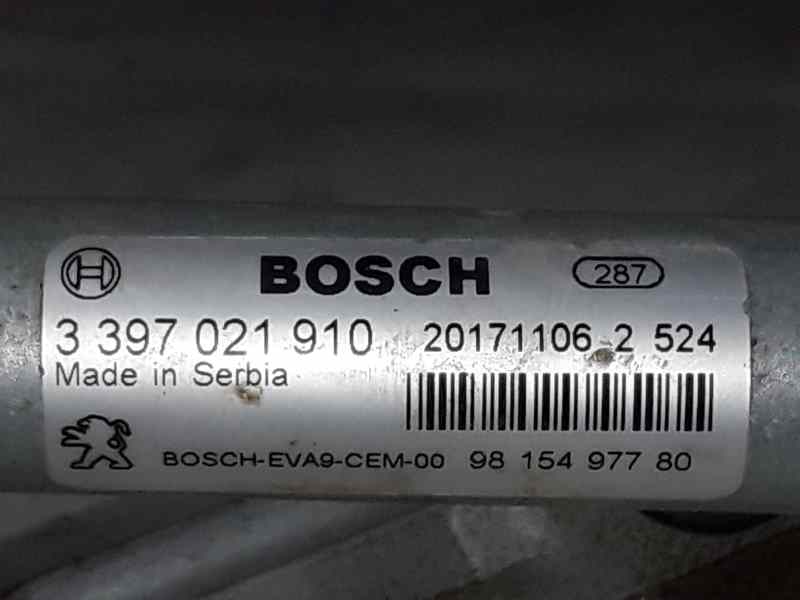 BOSCH 287
3 397 021 910 20171106 2 524
Made in Serbia
BOSCH-EVA9-CEM-00 98 154 977 80